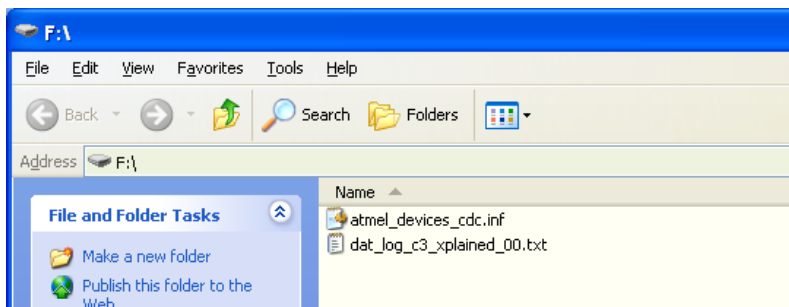 F:\
File Edit View Favorites Tools Help
Back Search Folders
Address F:\
Name
File and Folder Tasks
atmel_devices_cdc.inf
dat_log_c3_xplained_00.txt
Make a new folder
Publish this folder to the
Web